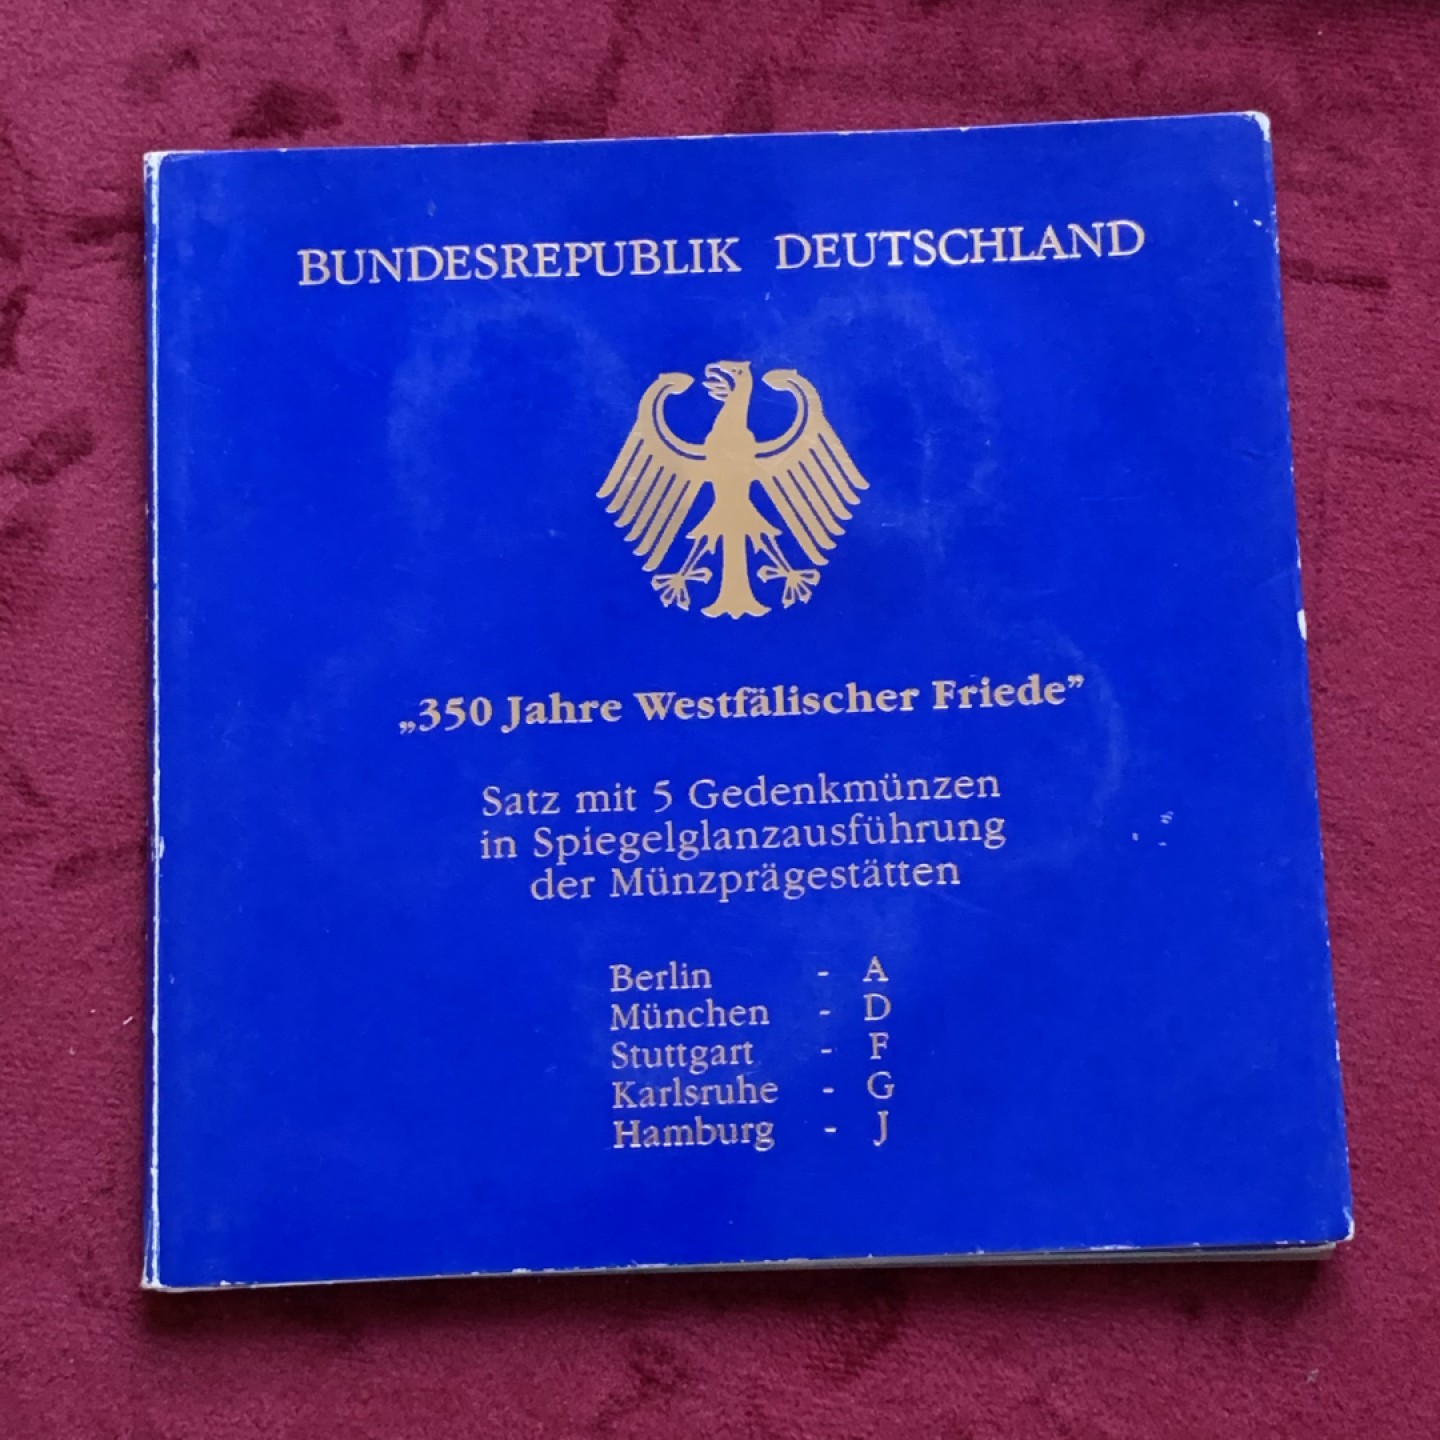 BUNDESREPUBLIK DEUTSCHLAND
„350 Jahre Westfälischer Friede”
Satz mit 5 Gedenkmünzen
in Spiegelglanzausführung
der Münzprägestätten
Berlin - A
München - D
Stuttgart - F
Karlsruhe - G
Hamburg - J